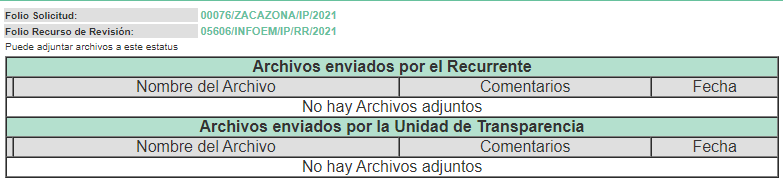 Folio Solicitud: 00076/ZACAZONA/IP/2021
Folio Recurso de Revisión: 05606/INFOEM/IP/RR/2021
Puede adjuntar archivos a este estatus
Archivos enviados por el Recurrente
Nombre del Archivo Comentarios Fecha
No hay Archivos adjuntos
Archivos enviados por la Unidad de Transparencia
Nombre del Archivo Comentarios Fecha
No hay Archivos adjuntos